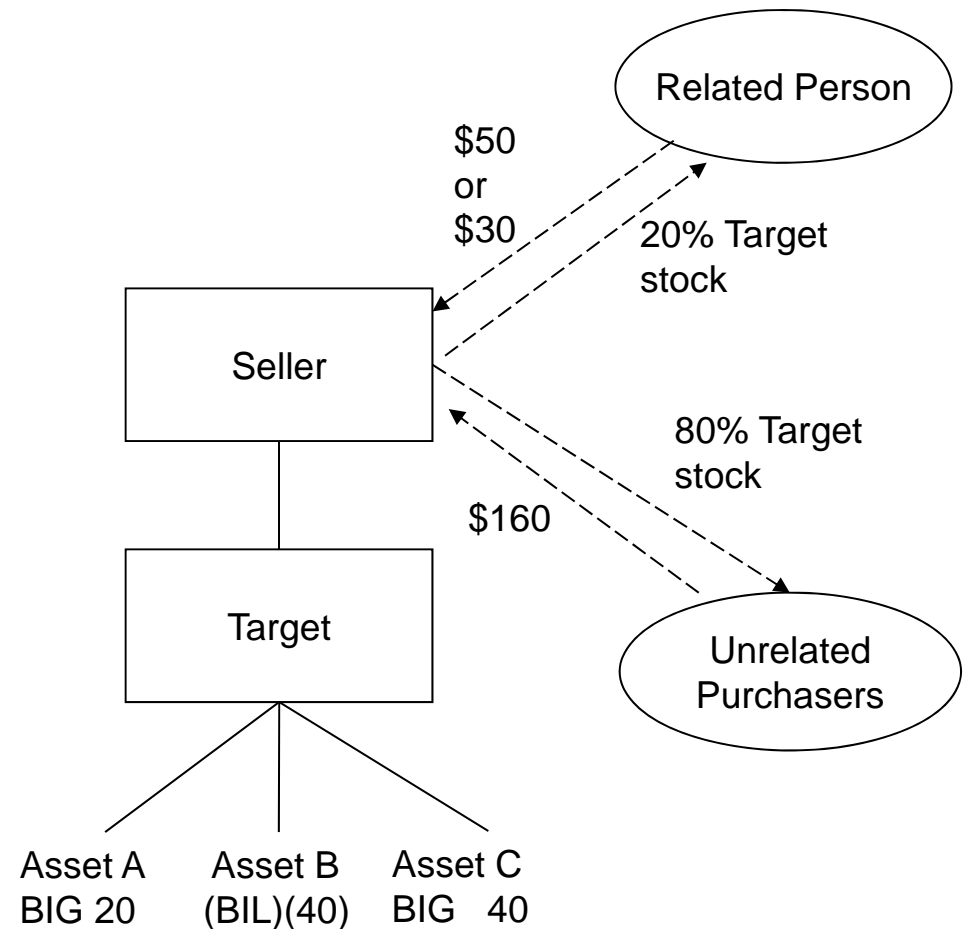 Related Person
$50
or
$30
20% Target
stock
Seller
80% Target
stock
$160
Target
Unrelated
Purchasers
Asset A
BIG 20
Asset B
(BIL)(40)
Asset C
BIG 40